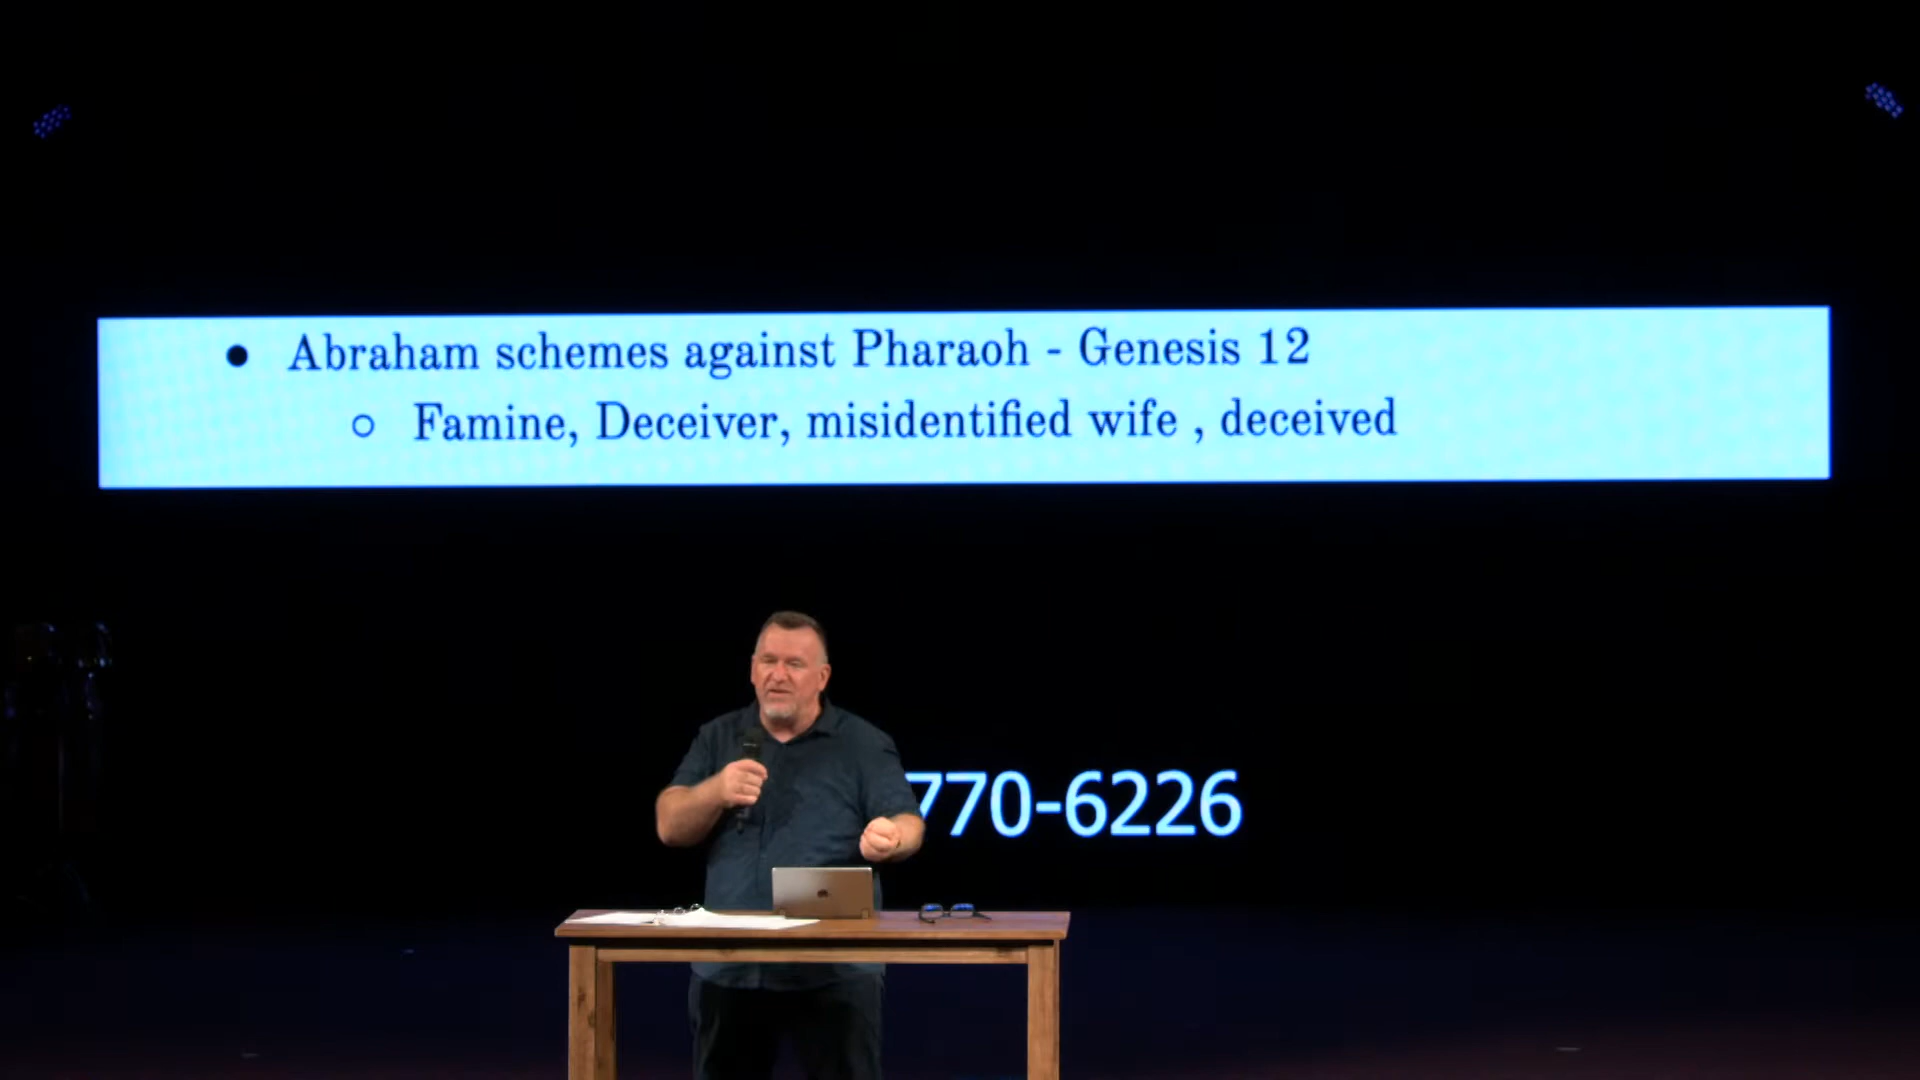 ● Abraham schemes against Pharaoh - Genesis 12
○ Famine, Deceiver, misidentified wife , deceived
770-6226